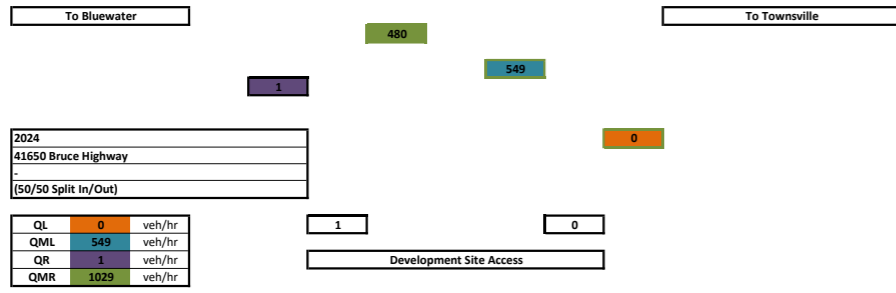 To Bluewater
To Townsville
480
549
1
2024
0
41650 Bruce Highway
-
(50/50 Split In/Out)
QL 0 veh/hr
1
0
QML 549 veh/hr
QR 1 veh/hr
Development Site Access
QMR 1029 veh/hr